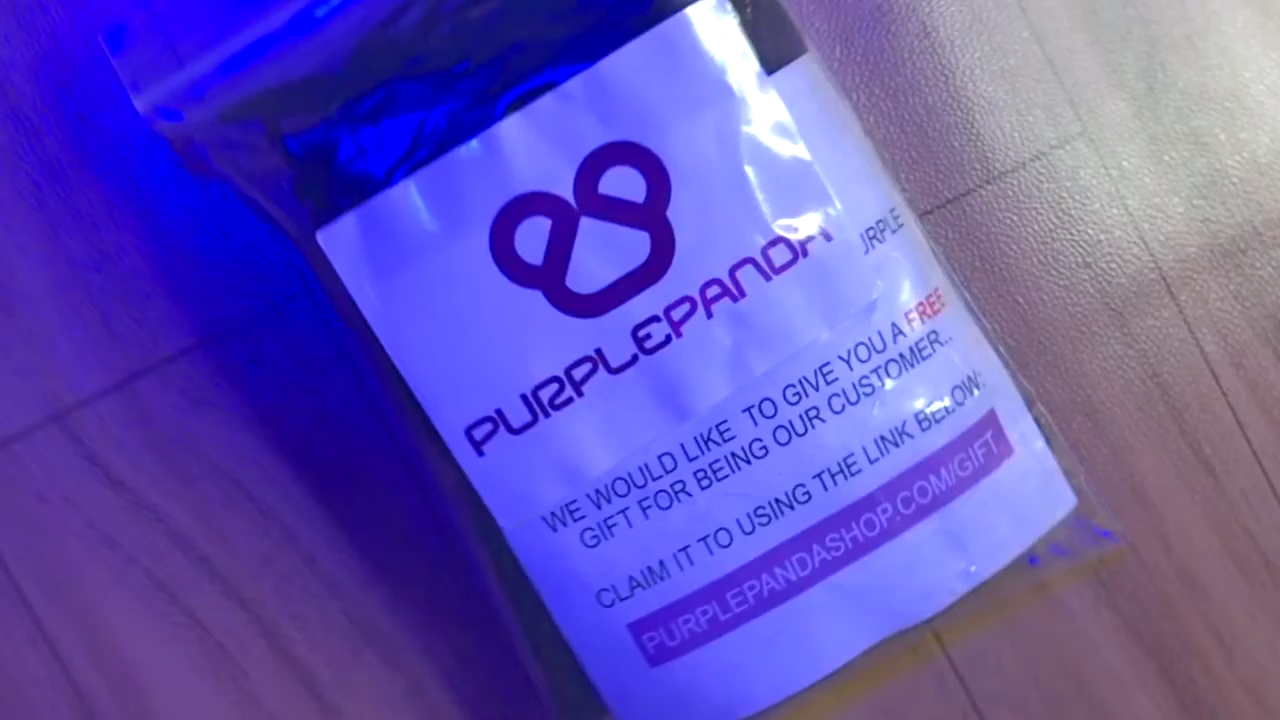 PURPLEPANDA
URPLE
WE WOULD LIKE TO GIVE YOU A FREE
GIFT FOR BEING OUR CUSTOMER..
CLAIM IT TO USING THE LINK BELOW:
PURPLEPANDASHOP.COM/GIFT